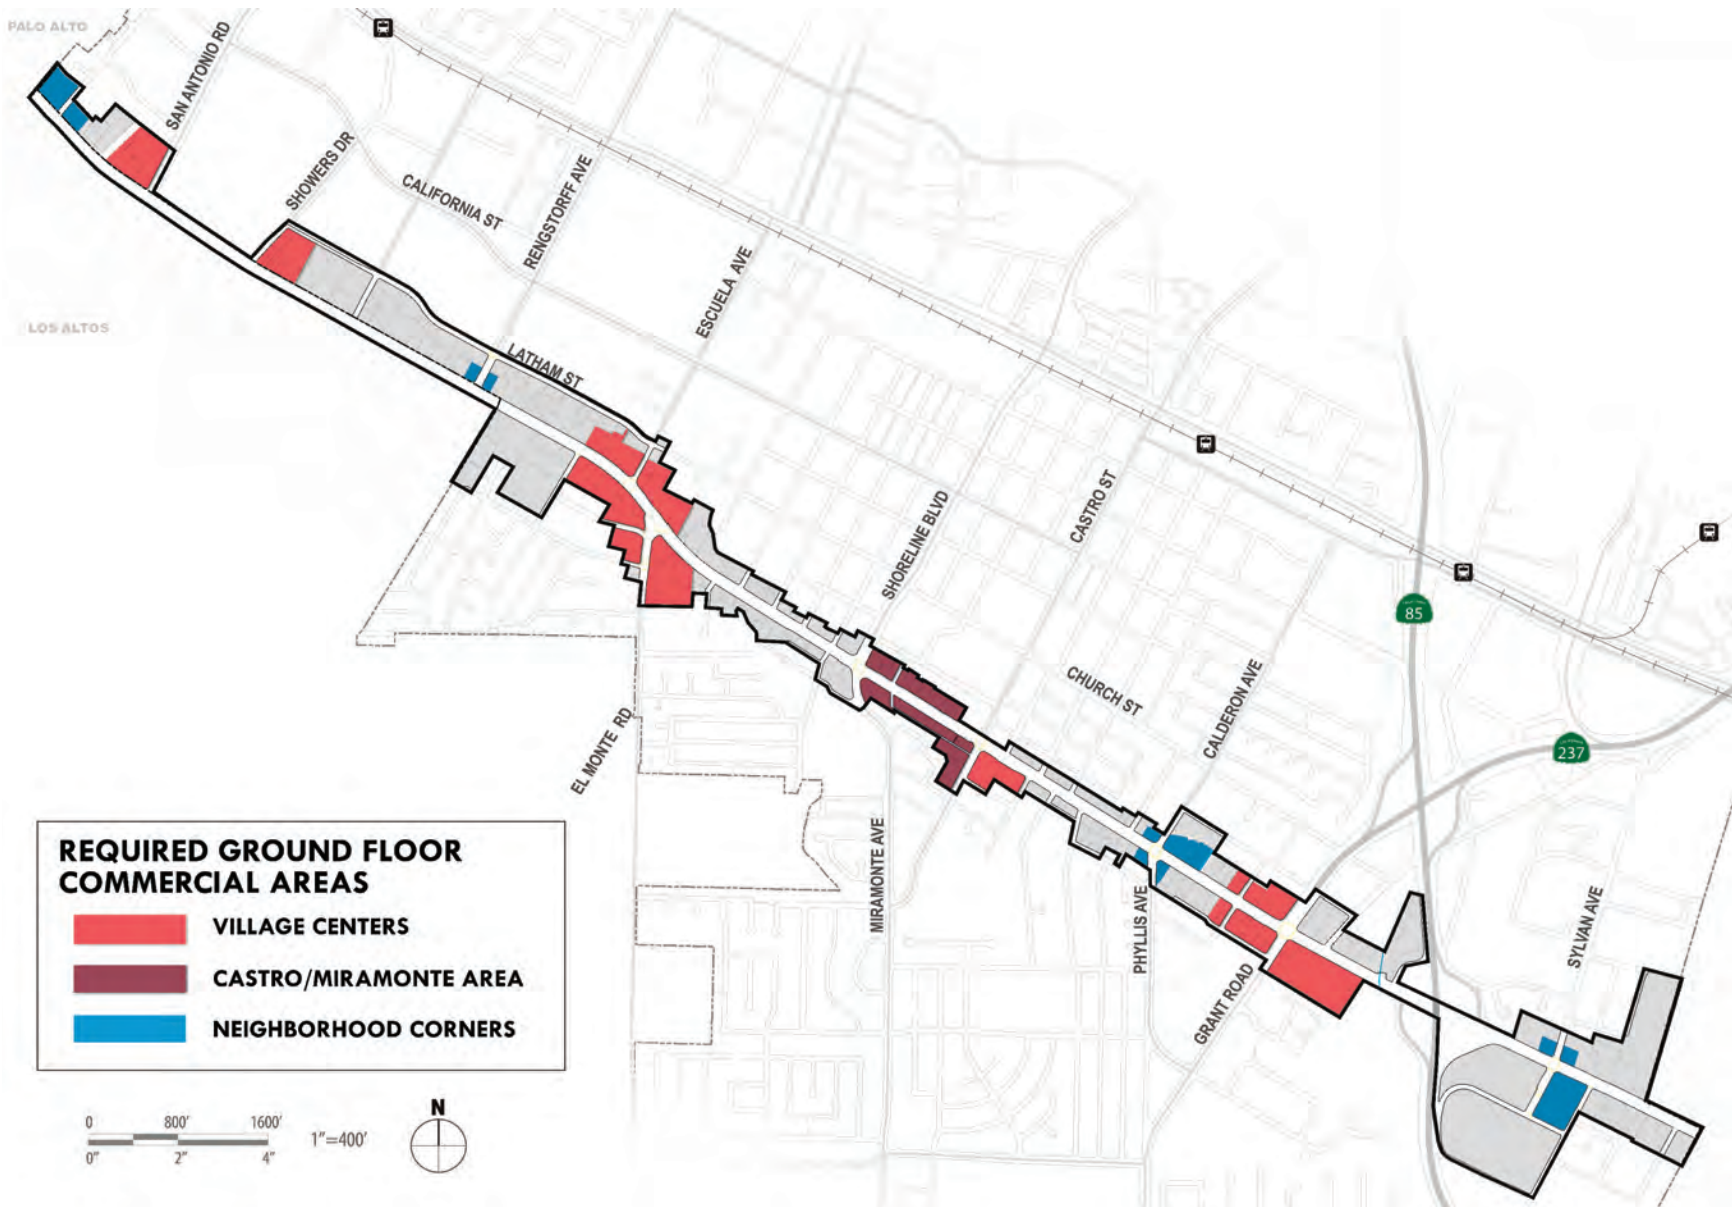 PALO ALTO
SAN ANTONIO RD
SHOWERS DR
CALIFORNIA ST
RENGSTORFF AVE
ESCUELA AVE
LOS ALTOS
LATHAM ST
SHORELINE BLVD
CASTRO ST
85
CHURCH ST
CALDERON AVE
237
EL MONTE RD
MIRAMONTE AVE
PHYLLIS AVE
GRANT ROAD
SYLVAN AVE
REQUIRED GROUND FLOOR
COMMERCIAL AREAS
VILLAGE CENTERS
CASTRO/MIRAMONTE AREA
NEIGHBORHOOD CORNERS
0 800' 1600'
0" 2" 4"
1"=400'
N